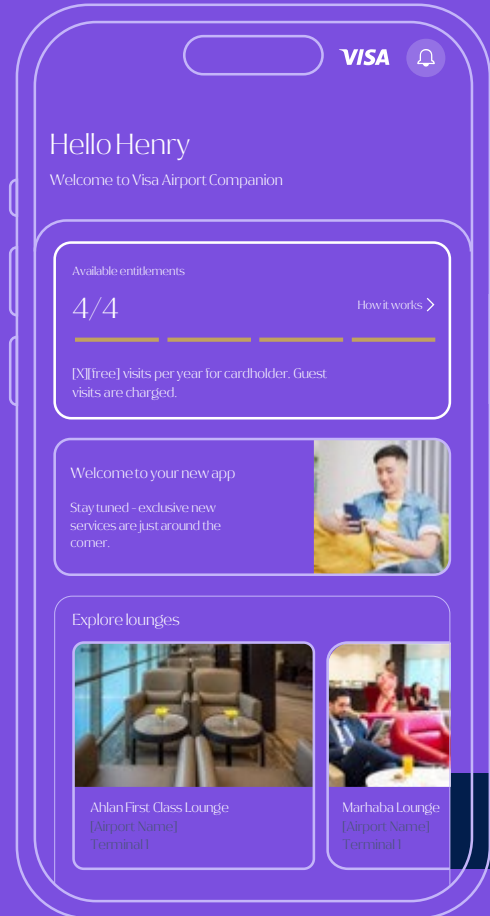 VISA
Hello Henry
Welcome to Visa Airport Companion
Available entitlements
4/4
How it works
[X][free] visits per year for cardholder. Guest
visits are charged.
Welcome to your new app
Stay tuned - exclusive new
services are just around the
corner.
Explore lounges
Ahlan First Class Lounge
[Airport Name]
Terminal 1
Marhaba Lounge
[Airport Name]
Terminal 1